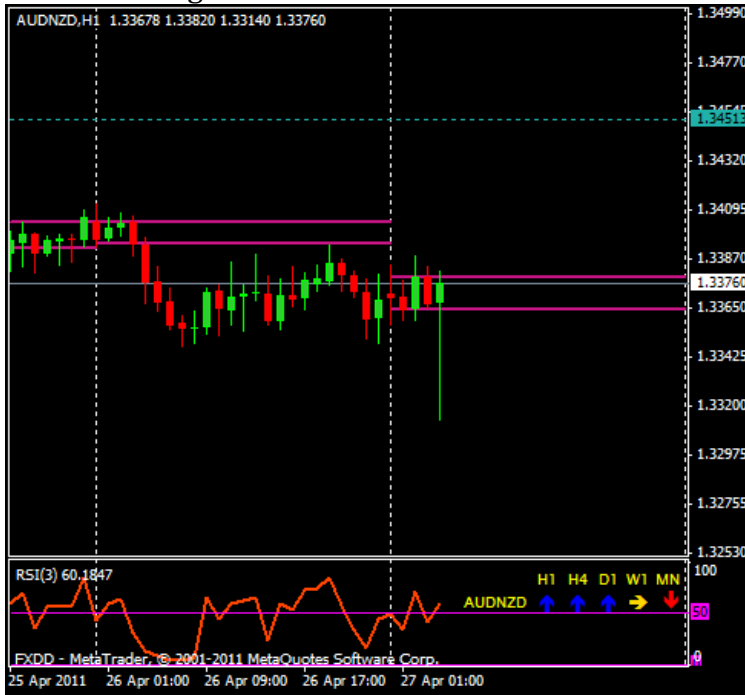 AUDNZD,H1 1.33678 1.33820 1.33140 1.33760
1.34990
1.34770
1.34513
1.34320
1.34095
1.33870
1.33760
1.33650
1.33425
1.33200
1.32975
1.32755
1.32530
RSI(3) 60.1847
100
H1 H4 D1 W1 MN
AUDNZD
50
0
FXDD - MetaTrader, © 2001-2011 MetaQuotes Software Corp.
25 Apr 2011 26 Apr 01:00 26 Apr 09:00 26 Apr 17:00 27 Apr 01:00